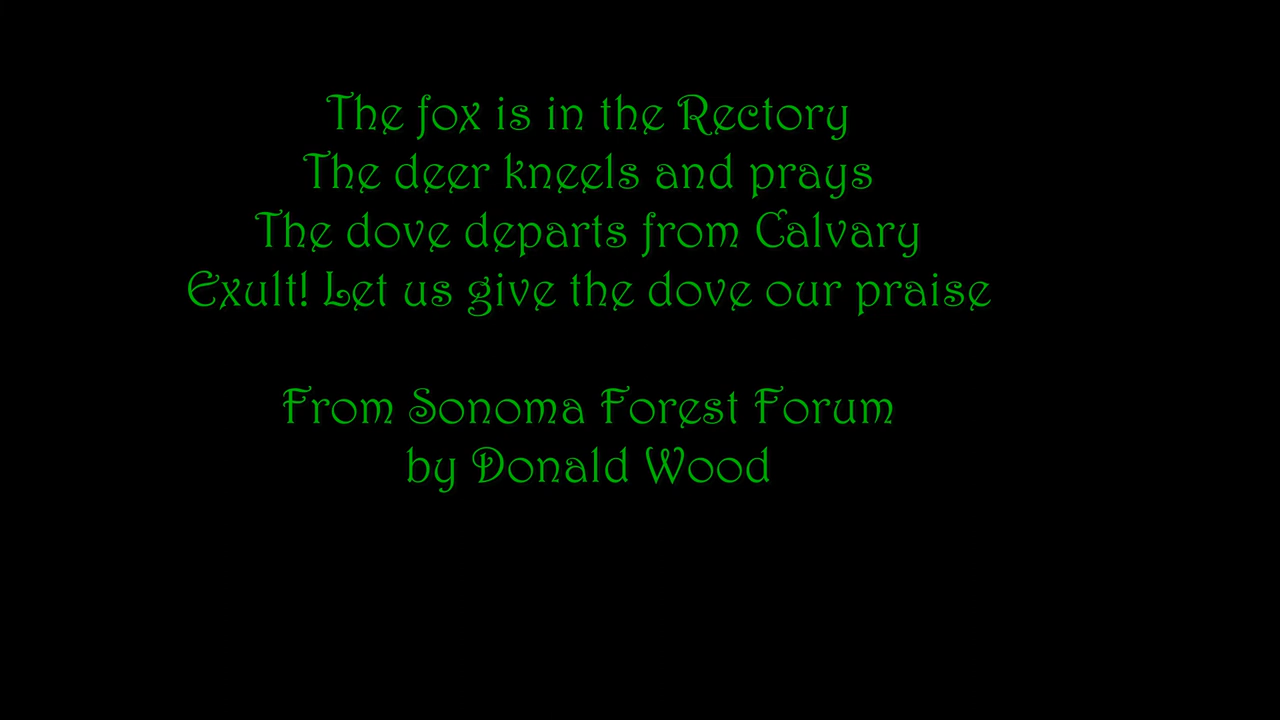 The fox is in the Rectory
The deer kneels and prays
The dove departs from Calvary
Exult! Let us give the dove our praise
From Sonoma Forest Forum
by Donald Wood